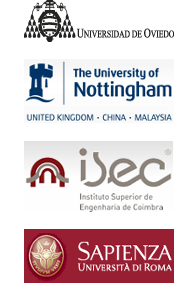 UNIVERSIDAD DE OVIEDO
The University of
Nottingham
UNITED KINGDOM · CHINA · MALAYSIA
isec
Instituto Superior de
Engenharia de Coimbra
SAPIENZA
UNIVERSITÀ DI ROMA